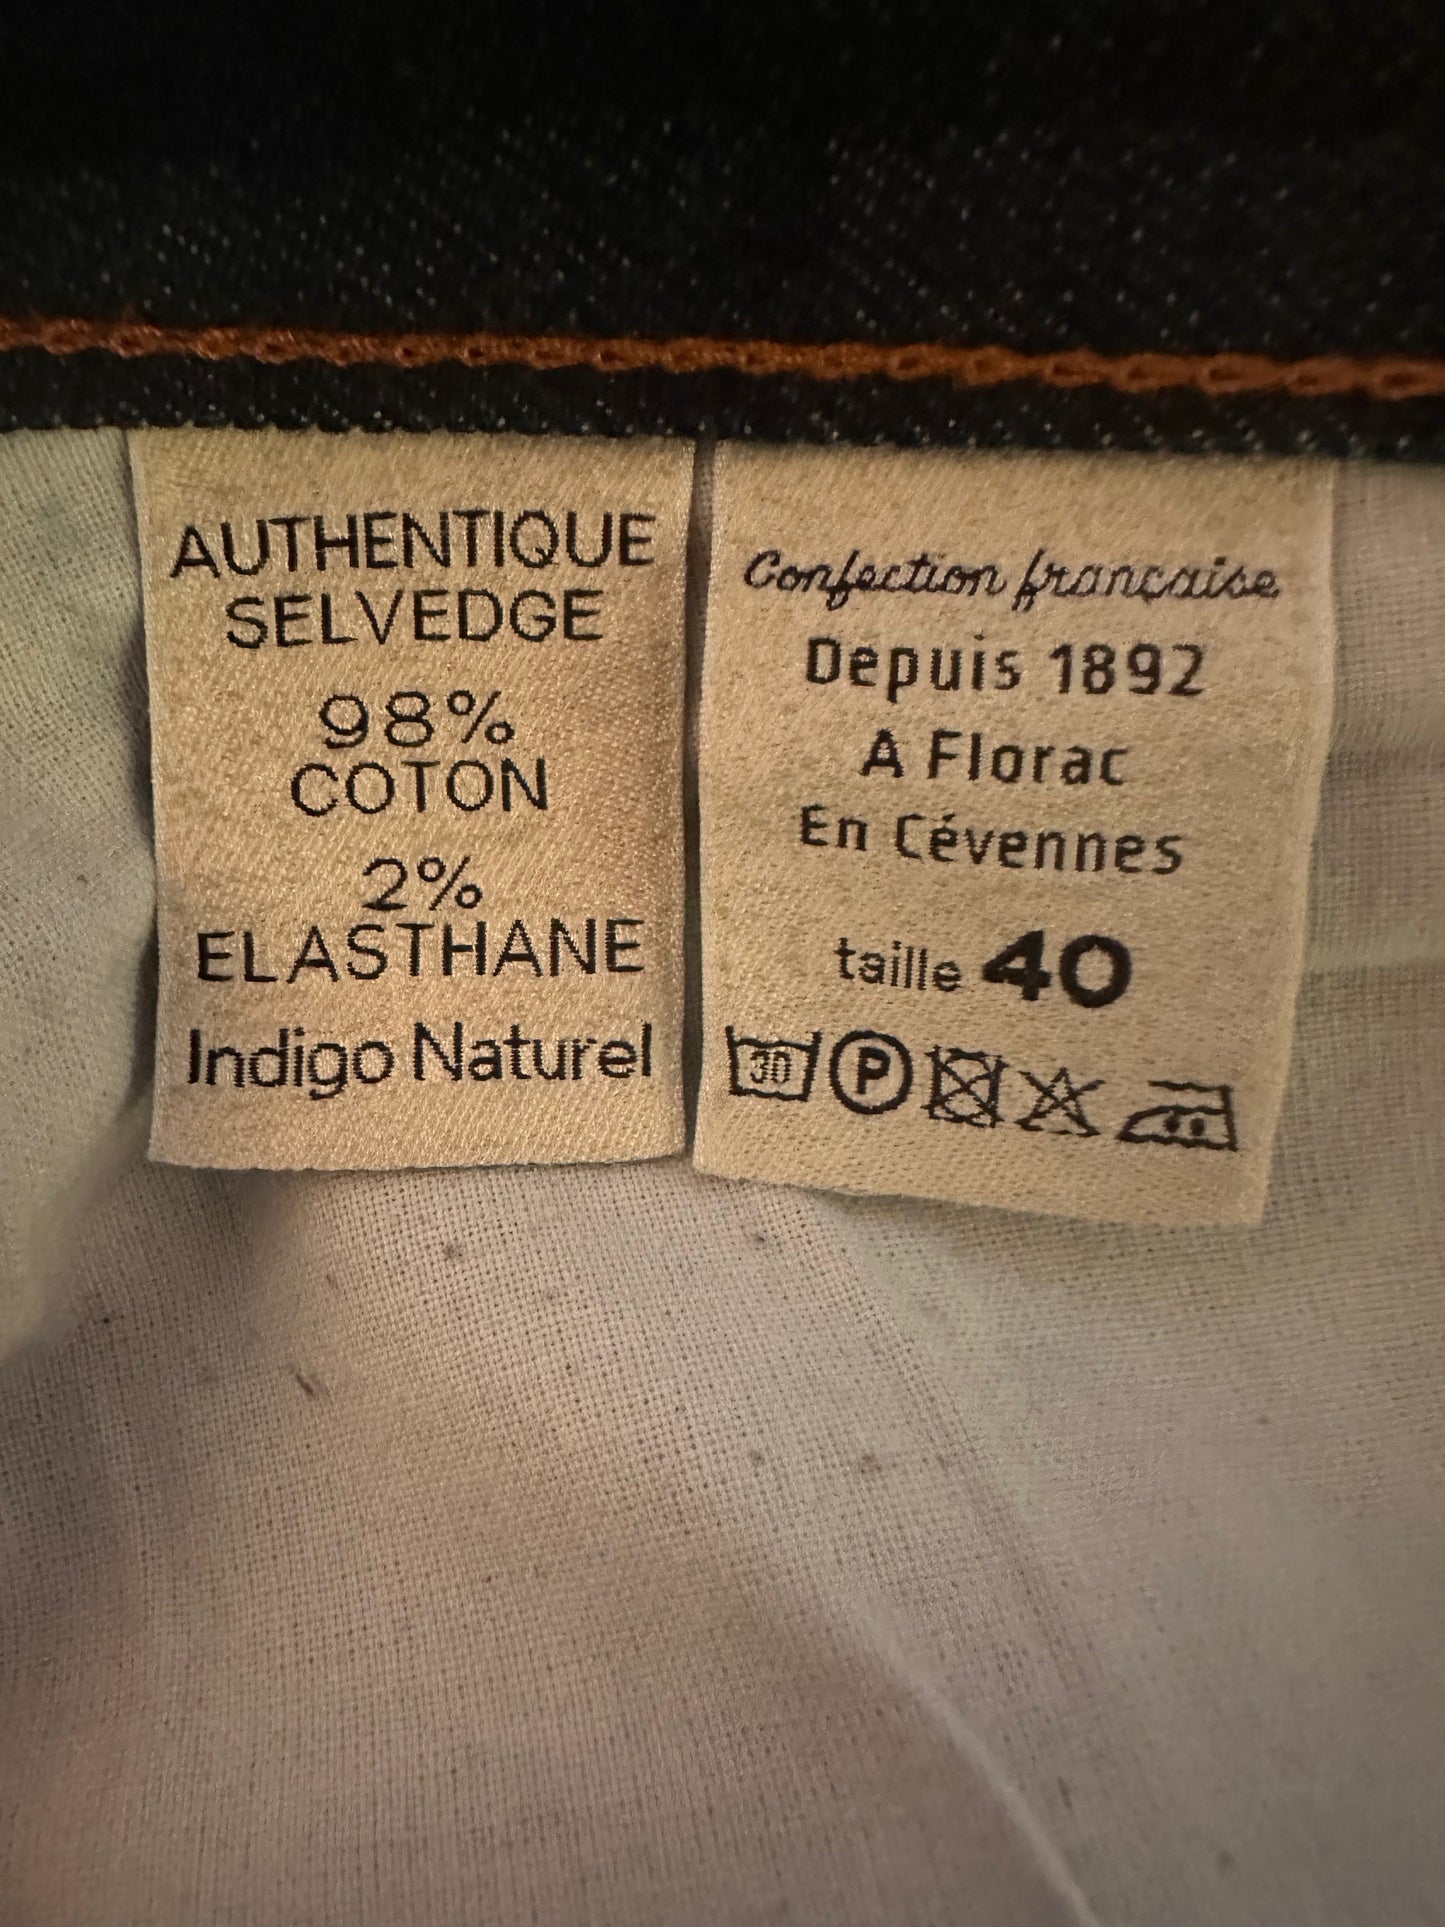 AUTHENTIQUE
SELVEDGE
98%
COTON
2%
ELASTHANE
Indigo Naturel
Confection française
Depuis 1892
A Florac
En Cévennes
taille 40
30 P